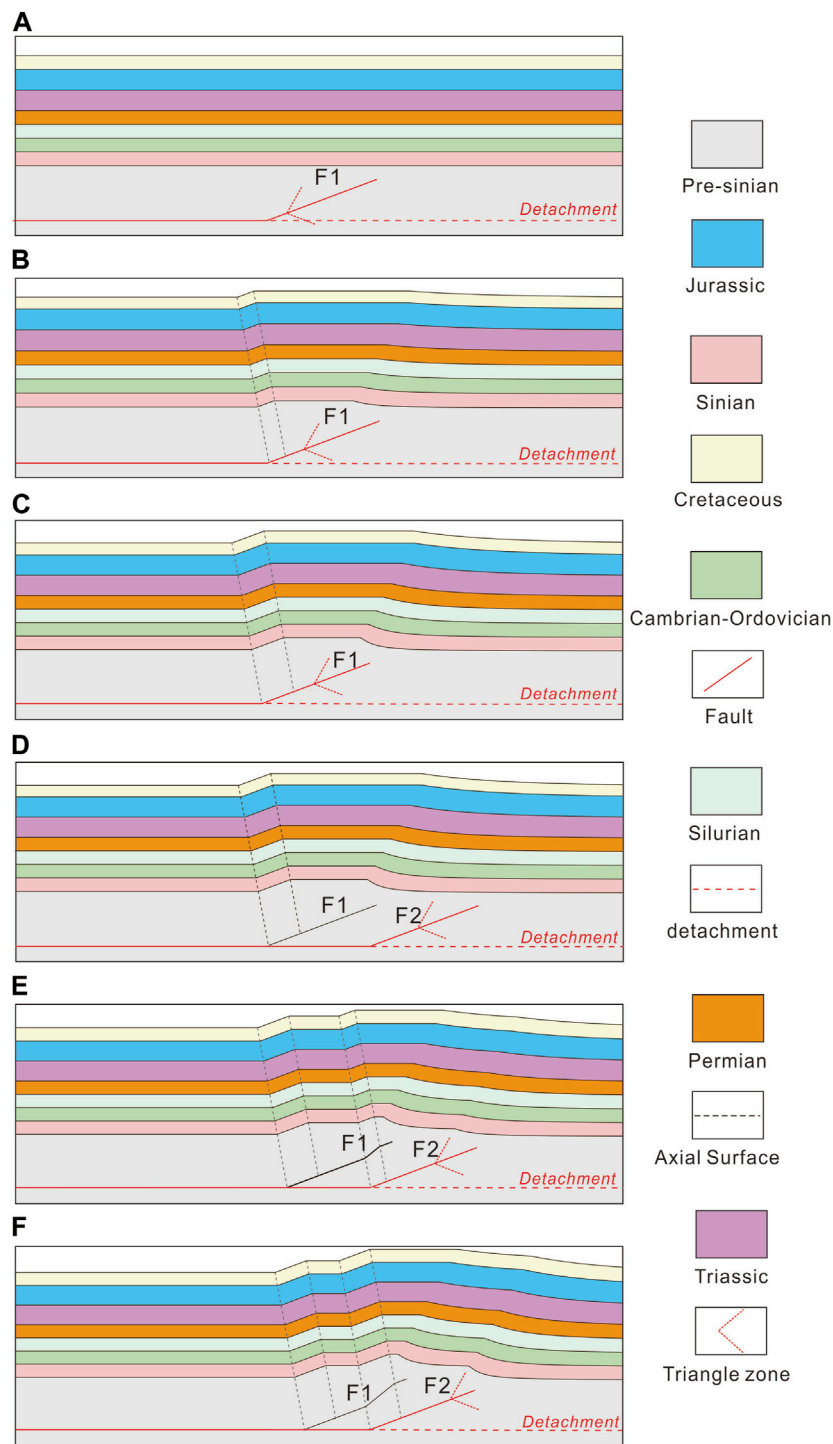 A
F1
Detachment
B
F1
Detachment
C
F1
Detachment
D
F1
F2
Detachment
E
F1
F2
Detachment
F
F1
F2
Detachment
Pre-sinian
Jurassic
Sinian
Cretaceous
Cambrian-Ordovician
Fault
Silurian
detachment
Permian
Axial Surface
Triassic
Triangle zone